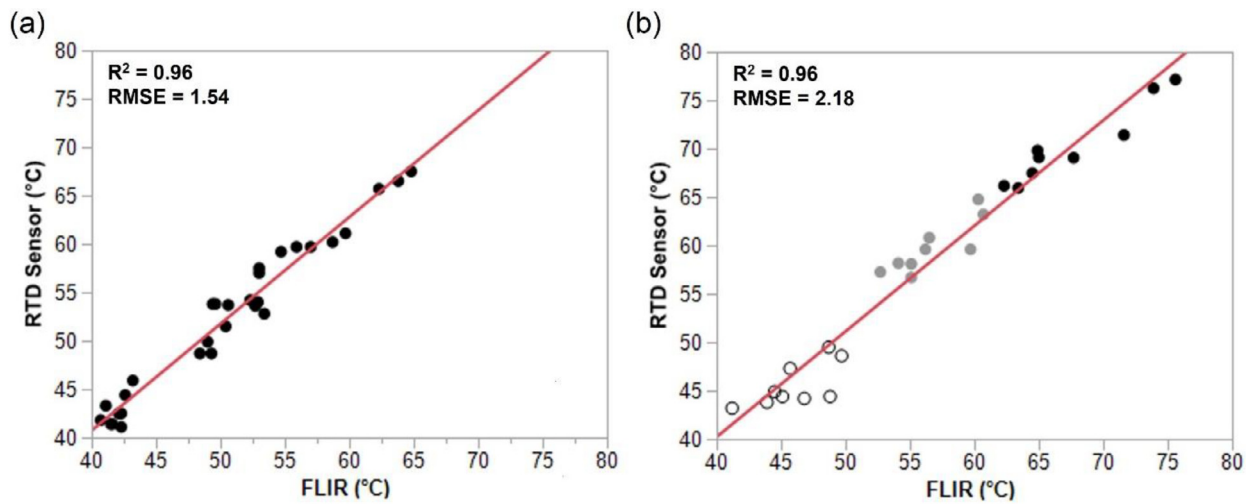 (a)
R² = 0.96
RMSE = 1.54
80
75
70
65
60
55
50
45
40
RTD Sensor (°C)
40 45 50 55 60 65 70 75 80
FLIR (°C)
(b)
R² = 0.96
RMSE = 2.18
80
75
70
65
60
55
50
45
40
RTD Sensor (°C)
40 45 50 55 60 65 70 75 80
FLIR (°C)